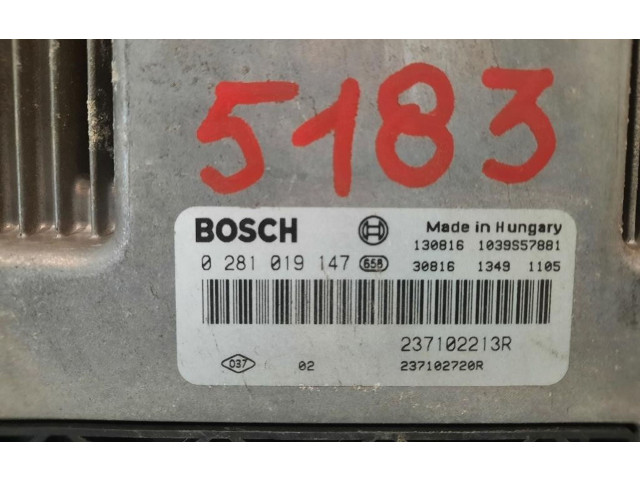 5183
BOSCH Made in Hungary
130816 1039S57881
0 281 019 147 658 30816 1349 1105
237102213R
037 02 237102720R